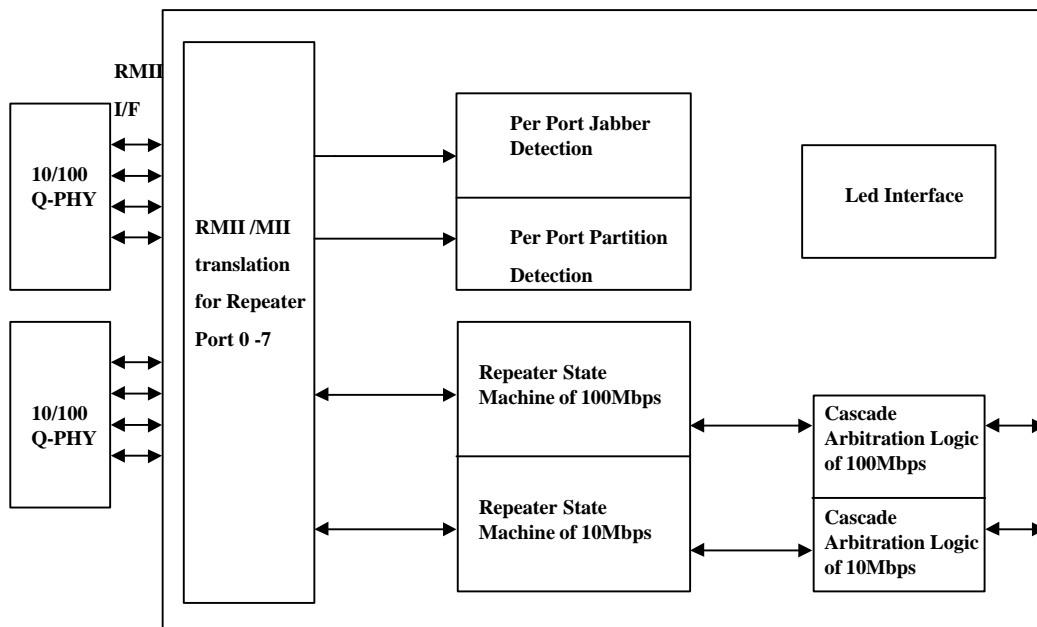 RMII
I/F
10/100
Q-PHY
10/100
Q-PHY
RMII /MII
translation
for Repeater
Port 0 -7
Per Port Jabber
Detection
Per Port Partition
Detection
Led Interface
Repeater State
Machine of 100Mbps
Repeater State
Machine of 10Mbps
Cascade
Arbitration Logic
of 100Mbps
Cascade
Arbitration Logic
of 10Mbps